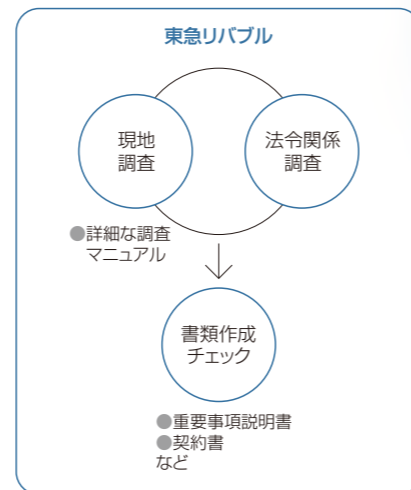 東急リバブル
現地
調査
法令関係
調査
●詳細な調査
マニュアル
書類作成
チェック
●重要事項説明書
●契約書
など